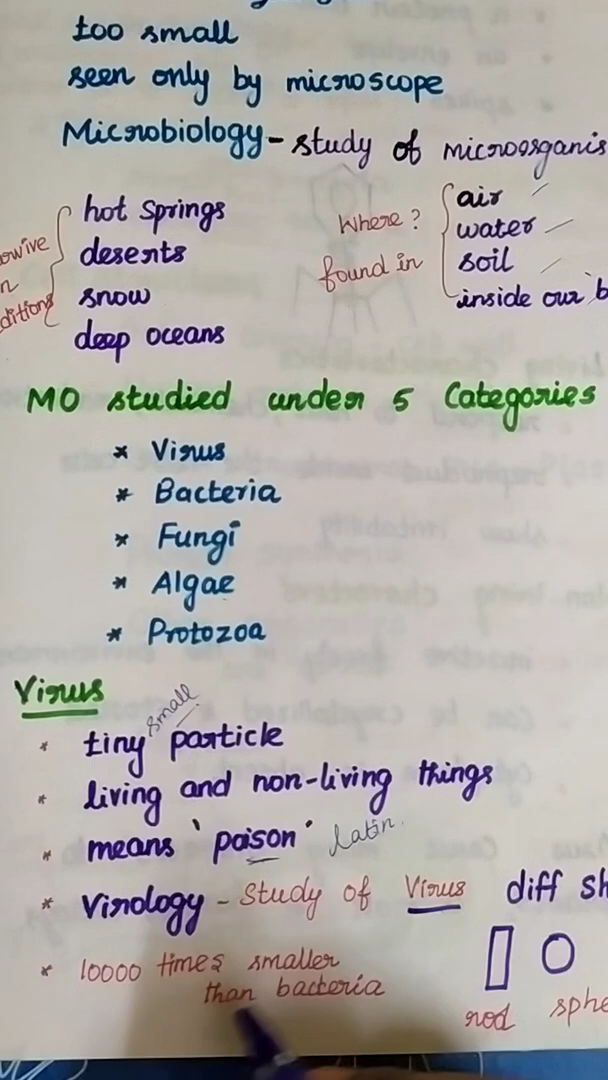 too small
seen only by microscope
Microbiology - study of microorganis
hot springs
deserts
snow
deep oceans
where?
found in
air
water
soil
inside our b
MO studied under 5 Categories
* Virus
* Bacteria
* Fungi
* Algae
* Protozoa
Virus
small
* tiny particle
* living and non-living things
* means 'poison' latin
* Virology - Study of Virus
diff sh
* 10000 times smaller
than bacteria
rod sphe